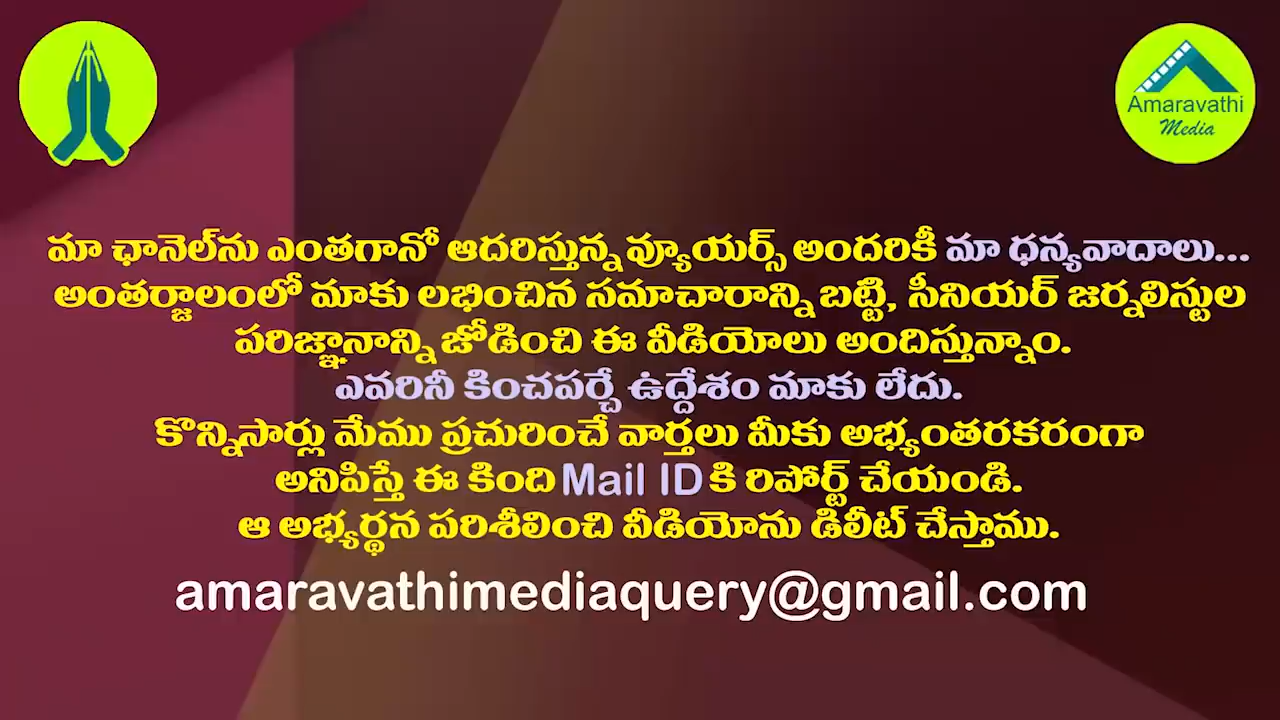 Amaravathi
Media
మా ఛానెల్‌ను ఎంతగానో ఆదరిస్తున్న వ్యూయర్స్ అందరికీ మా ధన్యవాదాలు...
అంతర్జాలంలో మాకు లభించిన సమాచారాన్ని బట్టి, సీనియర్ జర్నలిస్టుల
పరిజ్ఞానాన్ని జోడించి ఈ వీడియోలు అందిస్తున్నాం.
ఎవరినీ కించపర్చే ఉద్దేశం మాకు లేదు.
కొన్నిసార్లు మేము ప్రచురించే వార్తలు మీకు అభ్యంతరకరంగా
అనిపిస్తే ఈ కింది Mail ID కి రిపోర్ట్ చేయండి.
ఆ అభ్యర్థన పరిశీలించి వీడియోను డిలీట్ చేస్తాము.
amaravathimediaquery@gmail.com